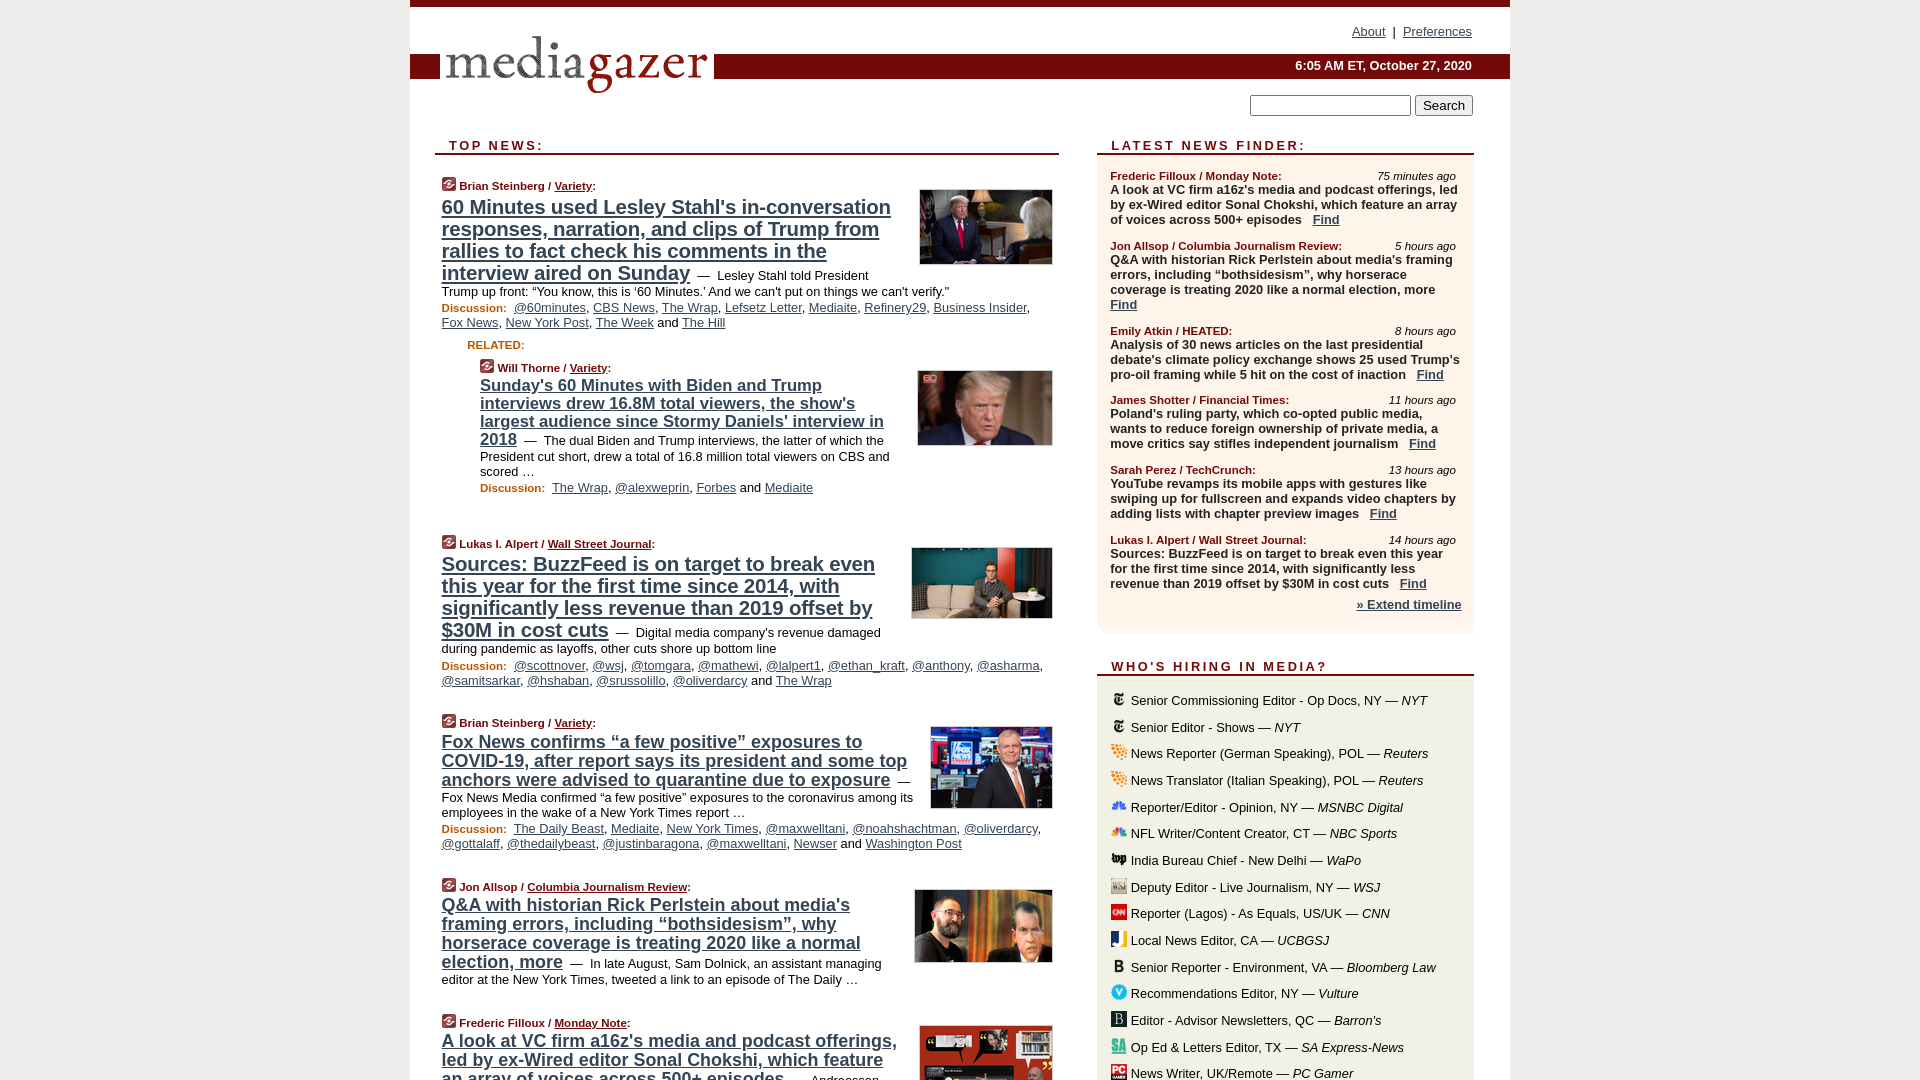 About | Preferences
mediagazer
6:05 AM ET, October 27, 2020
Search
TOP NEWS:
Brian Steinberg / Variety:
60 Minutes used Lesley Stahl's in-conversation
responses, narration, and clips of Trump from
rallies to fact check his comments in the
interview aired on Sunday — Lesley Stahl told President
Trump up front: “You know, this is ‘60 Minutes.’ And we can't put on things we can't verify."
Discussion: @60minutes, CBS News, The Wrap, Lefsetz Letter, Mediaite, Refinery29, Business Insider,
Fox News, New York Post, The Week and The Hill
RELATED:
Will Thorne / Variety:
Sunday's 60 Minutes with Biden and Trump
interviews drew 16.8M total viewers, the show's
largest audience since Stormy Daniels' interview in
2018 — The dual Biden and Trump interviews, the latter of which the
President cut short, drew a total of 16.8 million total viewers on CBS and
scored …
Discussion: The Wrap, @alexweprin, Forbes and Mediaite
Lukas I. Alpert / Wall Street Journal:
Sources: BuzzFeed is on target to break even
this year for the first time since 2014, with
significantly less revenue than 2019 offset by
$30M in cost cuts — Digital media company's revenue damaged
during pandemic as layoffs, other cuts shore up bottom line
Discussion: @scottnover, @wsj, @tomgara, @mathewi, @lalpert1, @ethan_kraft, @anthony, @asharma,
@samitsarkar, @hshaban, @srussolillo, @oliverdarcy and The Wrap
Brian Steinberg / Variety:
Fox News confirms “a few positive” exposures to
COVID-19, after report says its president and some top
anchors were advised to quarantine due to exposure —
Fox News Media confirmed “a few positive” exposures to the coronavirus among its
employees in the wake of a New York Times report …
Discussion: The Daily Beast, Mediaite, New York Times, @maxwelltani, @noahshachtman, @oliverdarcy,
@gottalaff, @thedailybeast, @justinbaragona, @maxwelltani, Newser and Washington Post
Jon Allsop / Columbia Journalism Review:
Q&A with historian Rick Perlstein about media's
framing errors, including “bothsidesism”, why
horserace coverage is treating 2020 like a normal
election, more — In late August, Sam Dolnick, an assistant managing
editor at the New York Times, tweeted a link to an episode of The Daily …
Frederic Filloux / Monday Note:
A look at VC firm a16z's media and podcast offerings,
led by ex-Wired editor Sonal Chokshi, which feature
an array of voices across 500+ episodes — Andreessen
LATEST NEWS FINDER:
Frederic Filloux / Monday Note: 75 minutes ago
A look at VC firm a16z's media and podcast offerings, led
by ex-Wired editor Sonal Chokshi, which feature an array
of voices across 500+ episodes Find
Jon Allsop / Columbia Journalism Review: 5 hours ago
Q&A with historian Rick Perlstein about media's framing
errors, including “bothsidesism”, why horserace
coverage is treating 2020 like a normal election, more
Find
Emily Atkin / HEATED: 8 hours ago
Analysis of 30 news articles on the last presidential
debate's climate policy exchange shows 25 used Trump's
pro-oil framing while 5 hit on the cost of inaction Find
James Shotter / Financial Times: 11 hours ago
Poland's ruling party, which co-opted public media,
wants to reduce foreign ownership of private media, a
move critics say stifles independent journalism Find
Sarah Perez / TechCrunch: 13 hours ago
YouTube revamps its mobile apps with gestures like
swiping up for fullscreen and expands video chapters by
adding lists with chapter preview images Find
Lukas I. Alpert / Wall Street Journal: 14 hours ago
Sources: BuzzFeed is on target to break even this year
for the first time since 2014, with significantly less
revenue than 2019 offset by $30M in cost cuts Find
» Extend timeline
WHO'S HIRING IN MEDIA?
Senior Commissioning Editor - Op Docs, NY — NYT
Senior Editor - Shows — NYT
News Reporter (German Speaking), POL — Reuters
News Translator (Italian Speaking), POL — Reuters
Reporter/Editor - Opinion, NY — MSNBC Digital
NFL Writer/Content Creator, CT — NBC Sports
India Bureau Chief - New Delhi — WaPo
Deputy Editor - Live Journalism, NY — WSJ
Reporter (Lagos) - As Equals, US/UK — CNN
Local News Editor, CA — UCBGSJ
Senior Reporter - Environment, VA — Bloomberg Law
Recommendations Editor, NY — Vulture
Editor - Advisor Newsletters, QC — Barron's
Op Ed & Letters Editor, TX — SA Express-News
News Writer, UK/Remote — PC Gamer